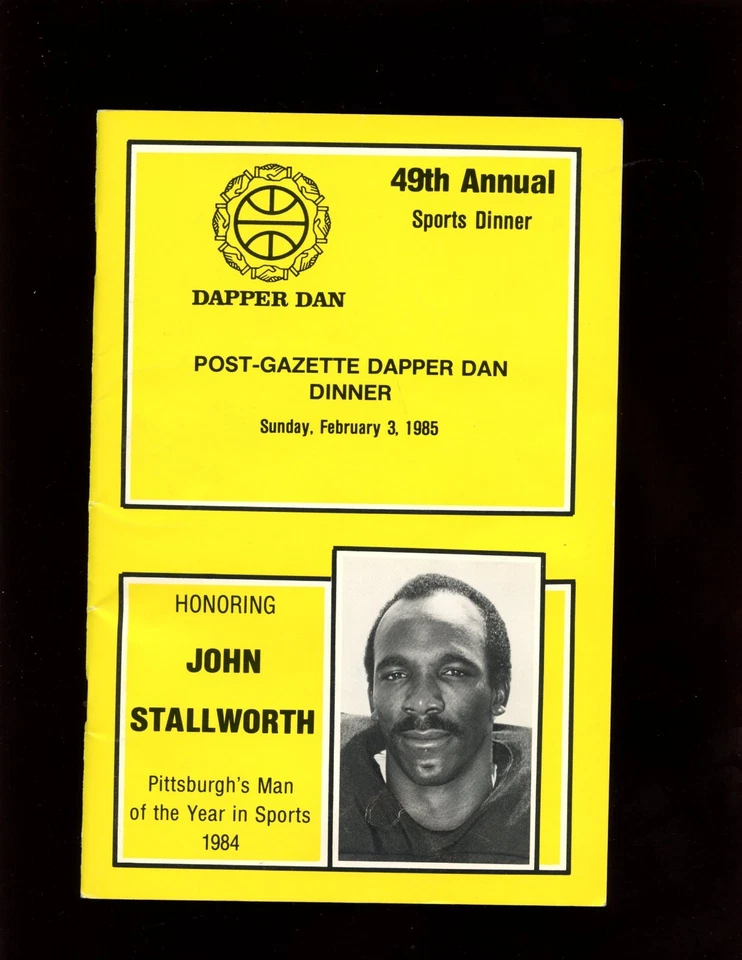 49th Annual
Sports Dinner
DAPPER DAN
POST-GAZETTE DAPPER DAN
DINNER
Sunday, February 3, 1985
HONORING
JOHN
STALLWORTH
Pittsburgh's Man
of the Year in Sports
1984